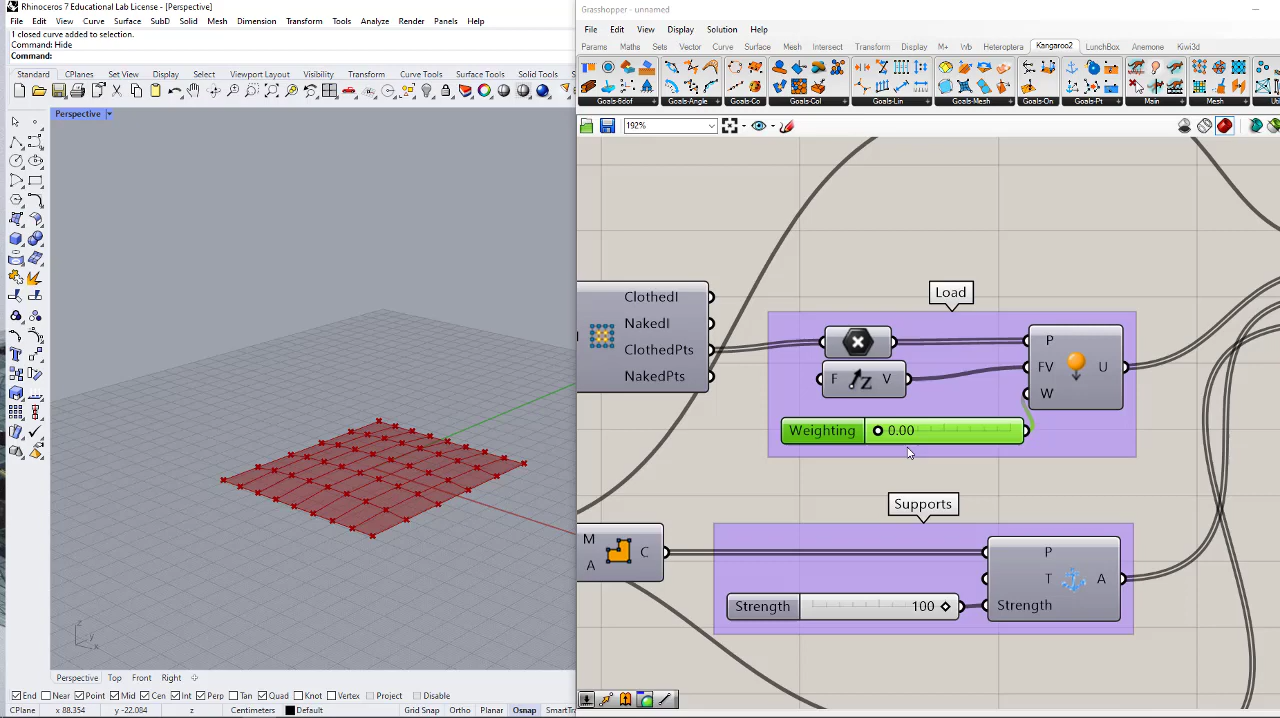 Rhinoceros 7 Educational Lab License - [Perspective]
File Edit View Curve Surface SubD Solid Mesh Dimension Transform Tools Analyze Render Panels Help
1 closed curve added to selection.
Command: Hide
Command:
Standard CPlanes Set View Display Select Viewport Layout Visibility Transform Curve Tools Surface Tools Solid Tools
Perspective
z
y
x
Perspective Top Front Right
End Near Point Mid Cen Int Perp Tan Quad Knot Vertex Project Disable
CPlane x 88.354 y -22.084 z Centimeters Default Grid Snap Ortho Planar Osnap SmartTra
Grasshopper - unnamed
File Edit View Display Solution Help
Params Maths Sets Vector Curve Surface Mesh Intersect Transform Display M+ Wb Heteroptera Kangaroo2 LunchBox Anemone Kiwi3d
Goals-6dof Goals-Angle Goals-Co Goals-Col Goals-Lin Goals-Mesh Goals-On Goals-Pt Main Mesh
192%
ClothedI
NakedI
ClothedPts
NakedPts
Load
F V
Z
P
FV
W
U
Weighting 0.00
M
A
C
Supports
P
T
Strength
A
Strength 100